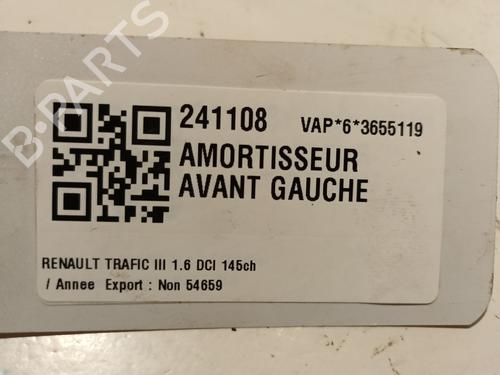 B-PARTS
241108 VAP*6*3655119
AMORTISSEUR
AVANT GAUCHE
RENAULT TRAFIC III 1.6 DCI 145ch
/ Annee Export : Non 54659